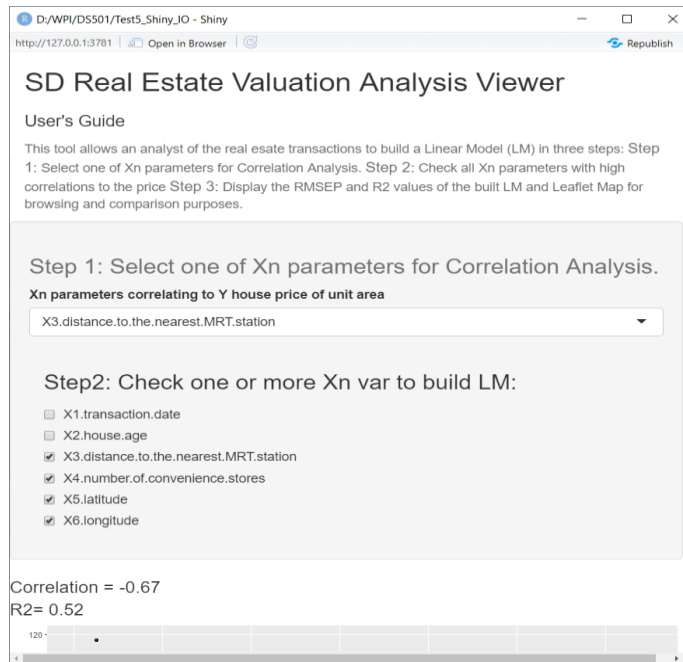 D:/WPI/DS501/Test5_Shiny_IO - Shiny
http://127.0.0.1:3781 Open in Browser Republish
SD Real Estate Valuation Analysis Viewer
User's Guide
This tool allows an analyst of the real esate transactions to build a Linear Model (LM) in three steps: Step
1: Select one of Xn parameters for Correlation Analysis. Step 2: Check all Xn parameters with high
correlations to the price Step 3: Display the RMSEP and R2 values of the built LM and Leaflet Map for
browsing and comparison purposes.
Step 1: Select one of Xn parameters for Correlation Analysis.
Xn parameters correlating to Y house price of unit area
X3.distance.to.the.nearest.MRT.station
Step2: Check one or more Xn var to build LM:
X1.transaction.date
X2.house.age
X3.distance.to.the.nearest.MRT.station
X4.number.of.convenience.stores
X5.latitude
X6.longitude
Correlation = -0.67
R2= 0.52
120